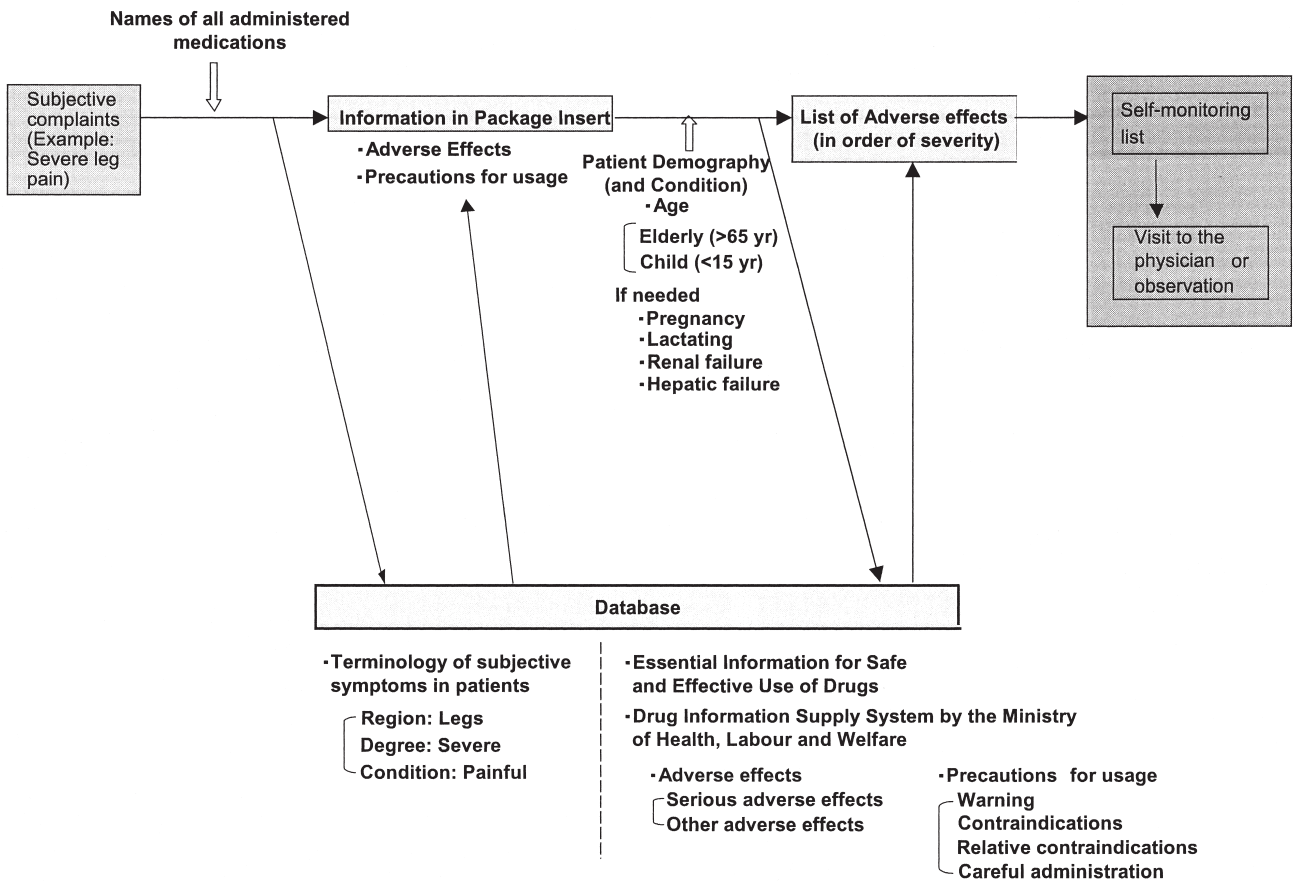 Names of all administered
medications
Subjective
complaints
(Example:
Severe leg
pain)
Information in Package Insert
▪Adverse Effects
▪Precautions for usage
Patient Demography
(and Condition)
▪Age
Elderly (>65 yr)
Child (<15 yr)
If needed
▪Pregnancy
▪Lactating
▪Renal failure
▪Hepatic failure
List of Adverse effects
(in order of severity)
Self-monitoring
list
Visit to the
physician or
observation
Database
▪Terminology of subjective
symptoms in patients
Region: Legs
Degree: Severe
Condition: Painful
▪Essential Information for Safe
and Effective Use of Drugs
▪Drug Information Supply System by the Ministry
of Health, Labour and Welfare
▪Adverse effects
Serious adverse effects
Other adverse effects
▪Precautions for usage
Warning
Contraindications
Relative contraindications
Careful administration